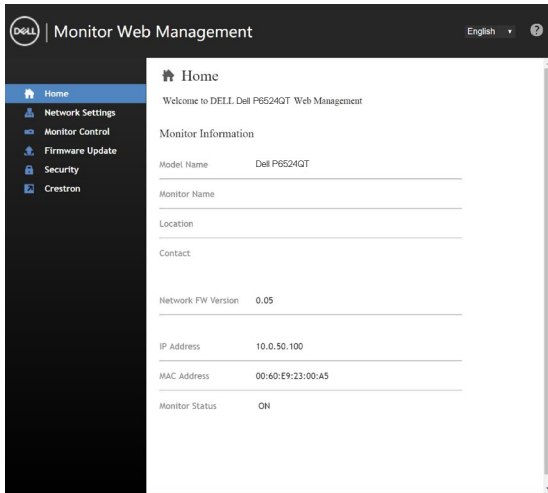 DELL | Monitor Web Management
English ▼ ?
Home
Network Settings
Monitor Control
Firmware Update
Security
Crestron
Home
Welcome to DELL Dell P6524QT Web Management
Monitor Information
Model Name Dell P6524QT
Monitor Name
Location
Contact
Network FW Version 0.05
IP Address 10.0.50.100
MAC Address 00:60:E9:23:00:A5
Monitor Status ON